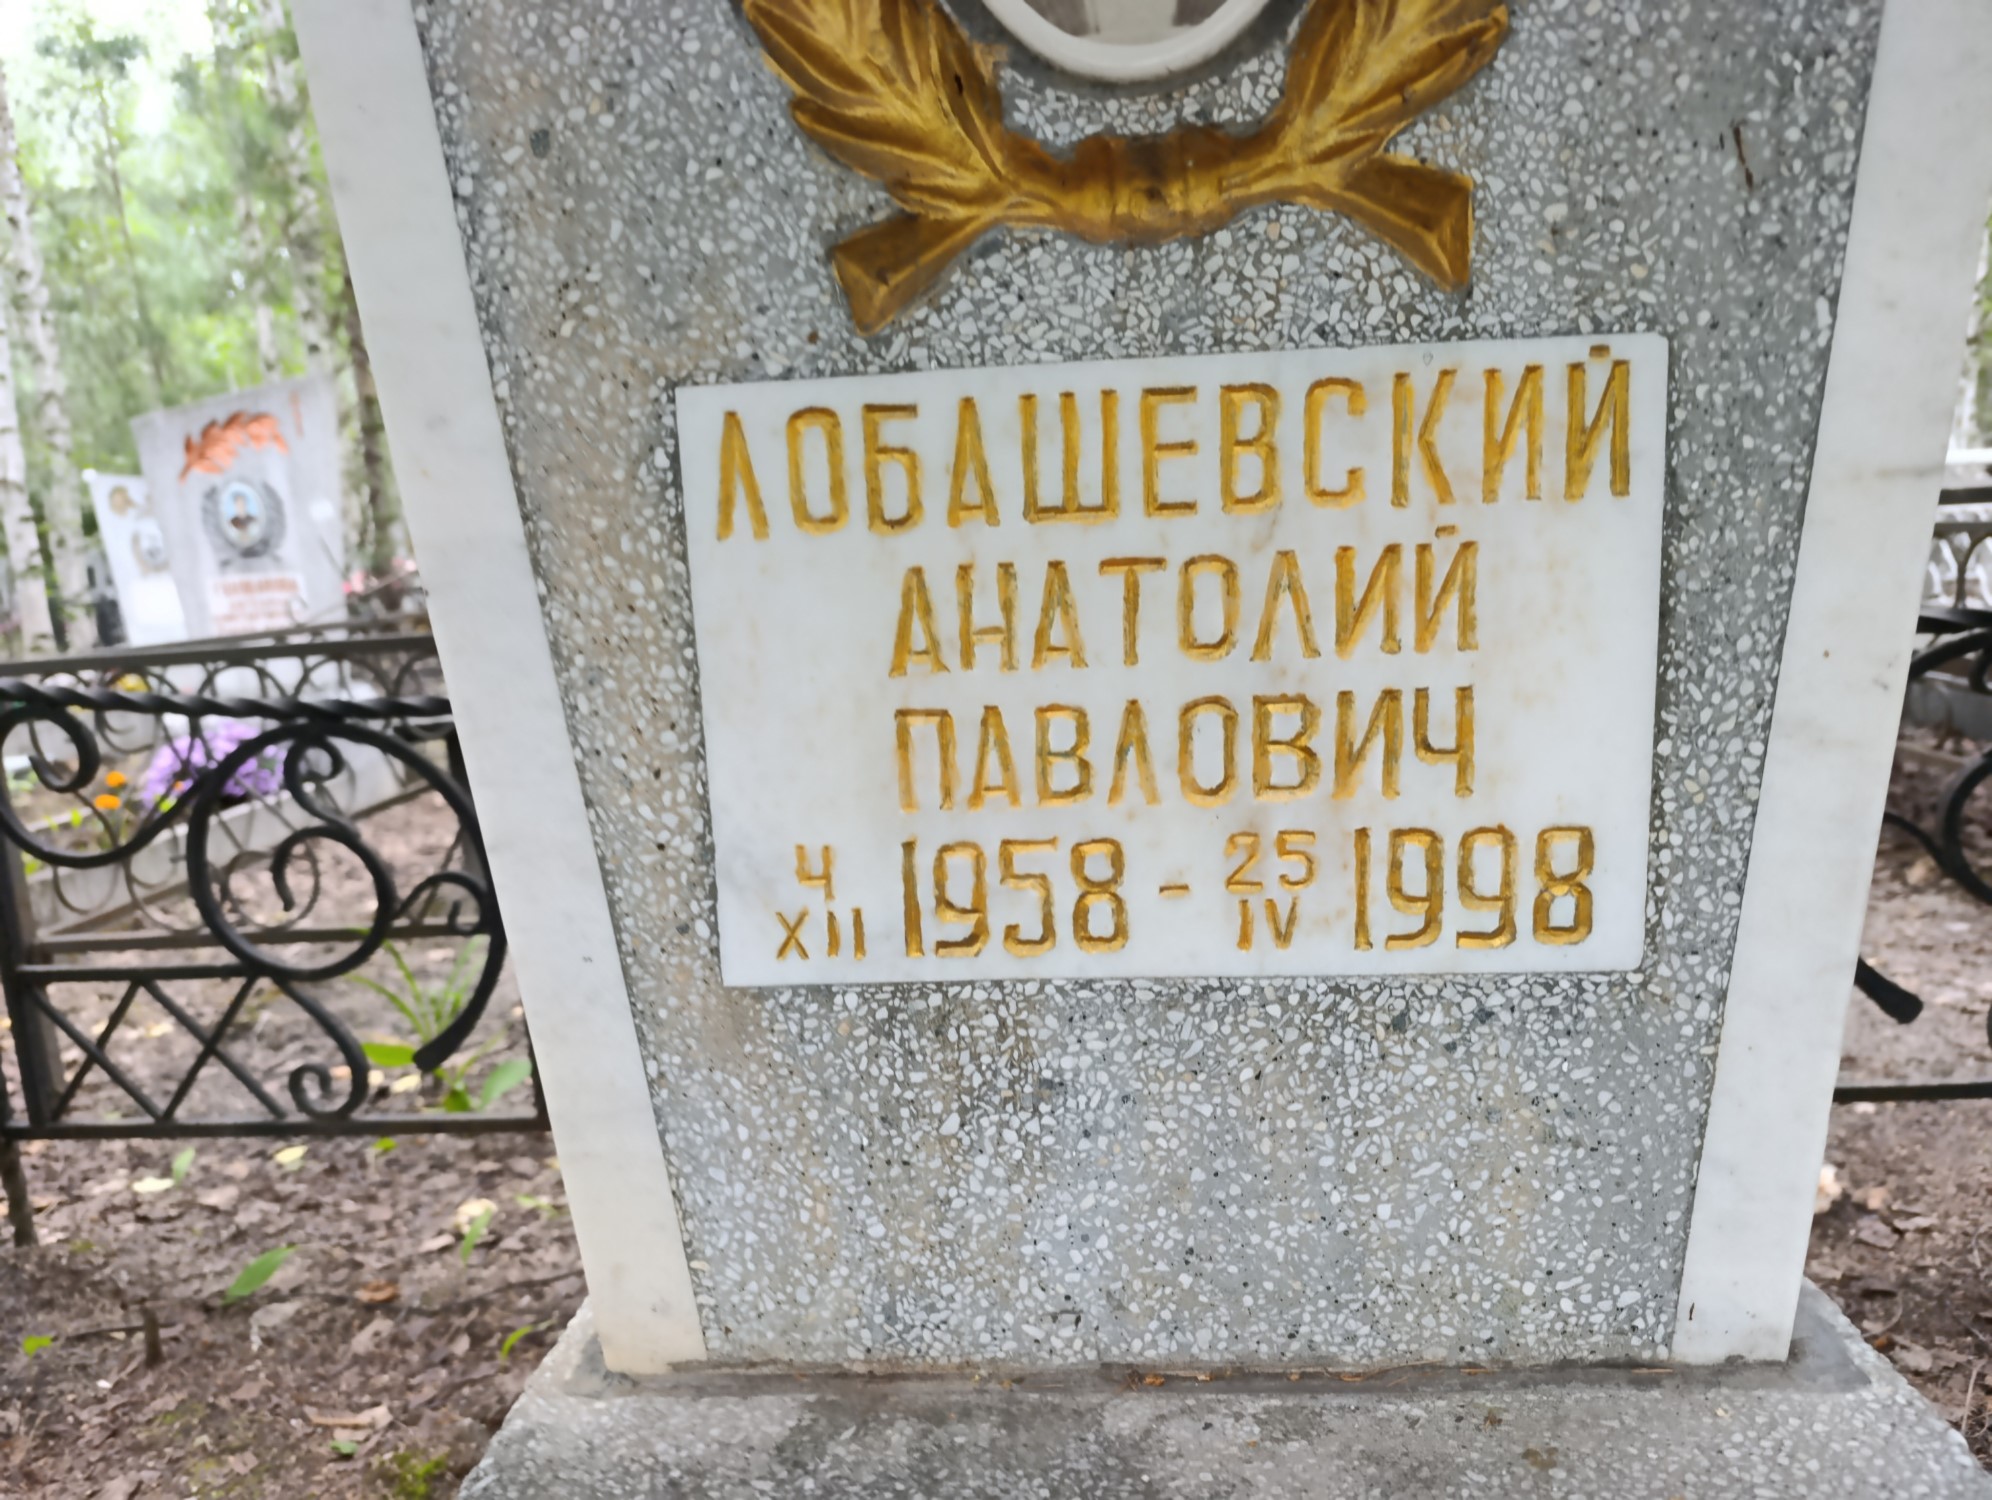 ЛОБАШЕВСКИЙ
АНАТОЛИЙ
ПАВЛОВИЧ
4 XII 1958 - 25 IV 1998